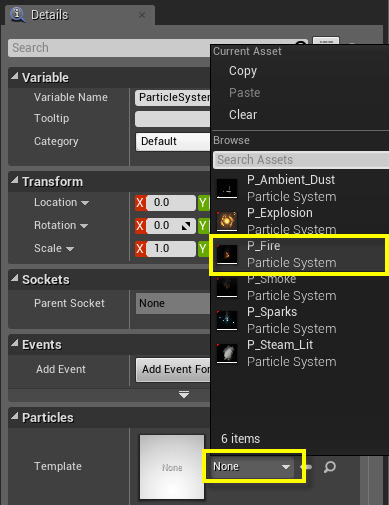 Details
Search
Variable
Variable Name
ParticleSystem
Tooltip
Category
Default
Transform
Location
X 0.0 Y
Rotation
X 0.0 Y
Scale
X 1.0 Y
Sockets
Parent Socket
None
Events
Add Event
Add Event For
Particles
Template
None
Current Asset
Copy
Paste
Clear
Browse
Search Assets
P_Ambient_Dust
Particle System
P_Explosion
Particle System
P_Fire
Particle System
P_Smoke
Particle System
P_Sparks
Particle System
P_Steam_Lit
Particle System
6 items
None